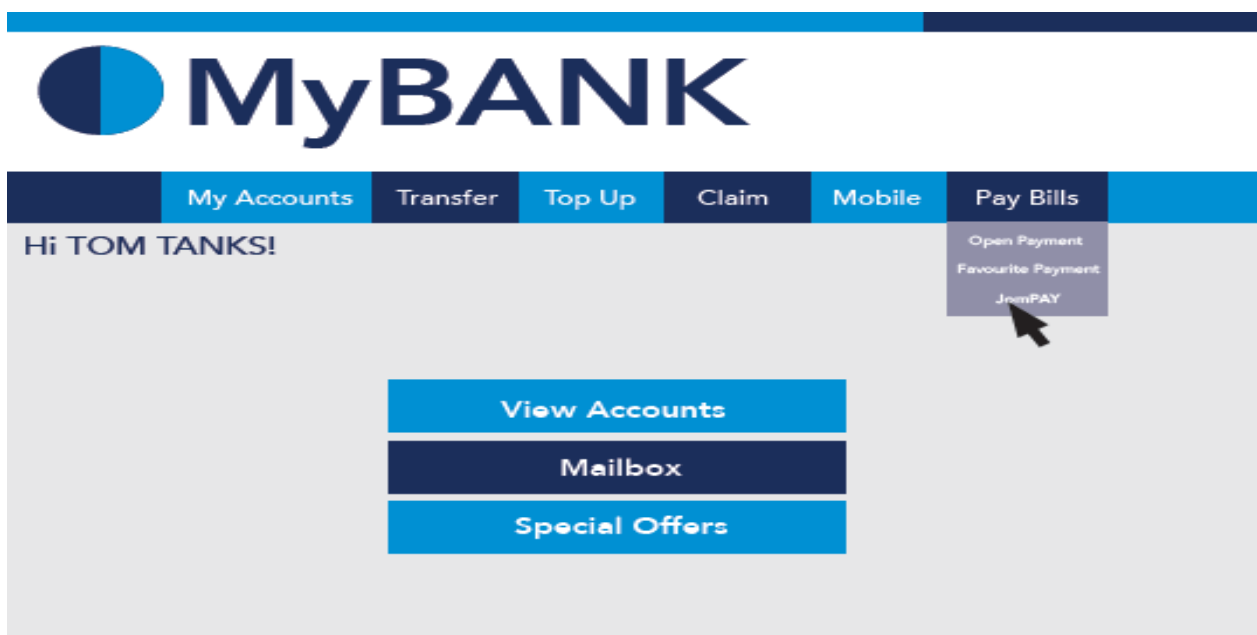 MyBANK
My Accounts Transfer Top Up Claim Mobile Pay Bills
Hi TOM TANKS!
Open Payment
Favourite Payment
JomPAY
View Accounts
Mailbox
Special Offers